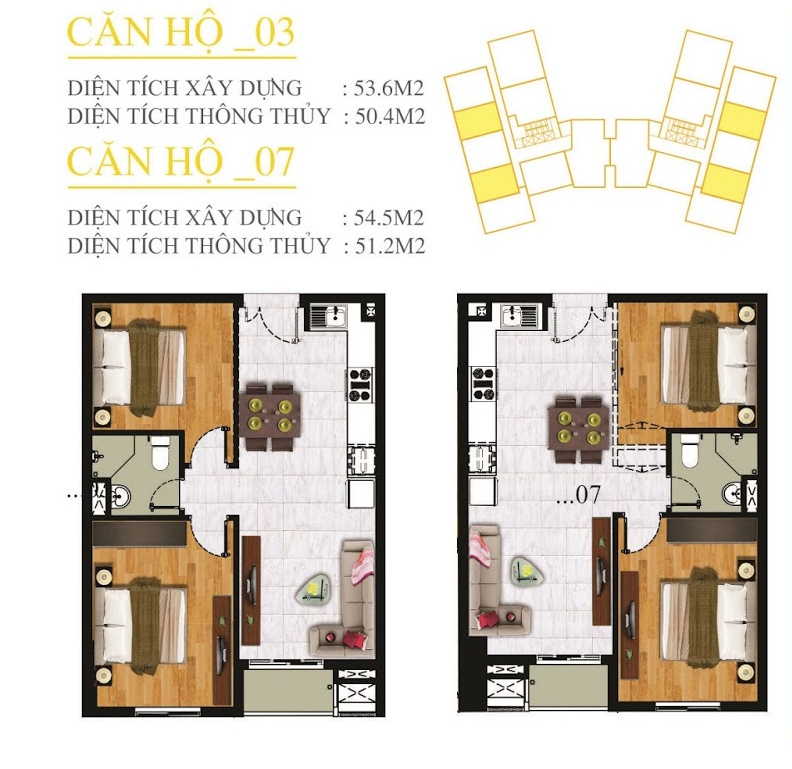 CĂN HỘ _03
DIỆN TÍCH XÂY DỰNG : 53.6M2
DIỆN TÍCH THÔNG THỦY : 50.4M2
CĂN HỘ _07
DIỆN TÍCH XÂY DỰNG : 54.5M2
DIỆN TÍCH THÔNG THỦY : 51.2M2
...
...07